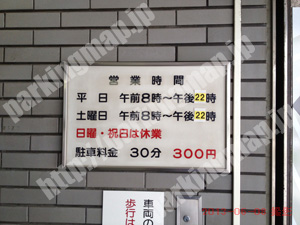 営業時間
平日 午前8時～午後22時
土曜日 午前8時～午後22時
日曜・祝日は休業
駐車料金 30分 300円
車両の
歩行は
parkingmap.jp